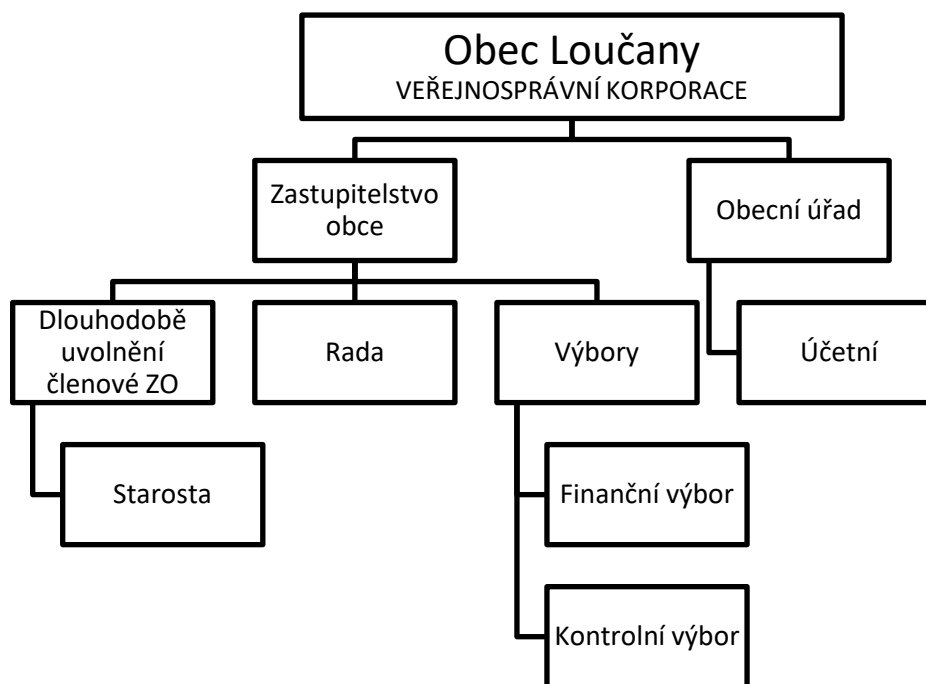 Obec Loučany
VEŘEJNOSPRÁVNÍ KORPORACE
Zastupitelstvo
obce
Obecní úřad
Dlouhodobě
uvolnění
členové ZO
Rada
Výbory
Účetní
Starosta
Finanční výbor
Kontrolní výbor